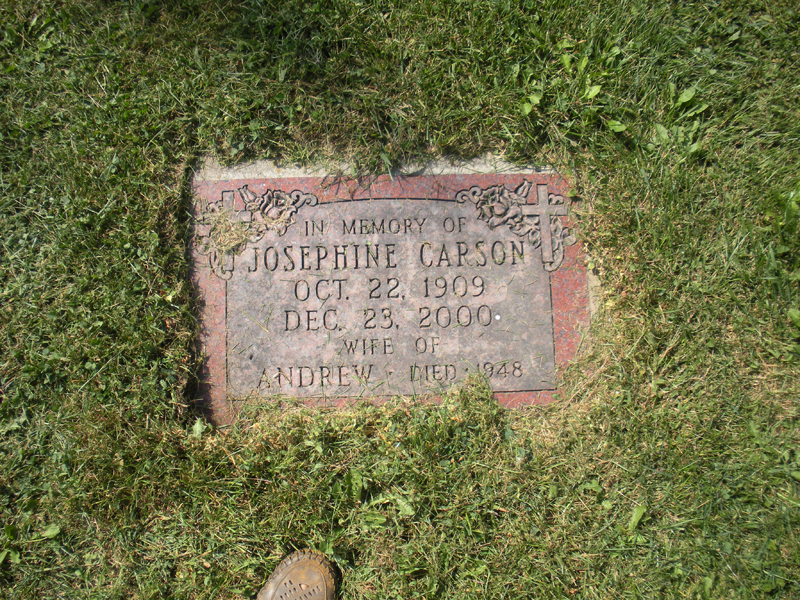 IN MEMORY OF
JOSEPHINE CARSON
OCT. 22, 1909
DEC. 23, 2000
WIFE OF
ANDREW · DIED · 1948